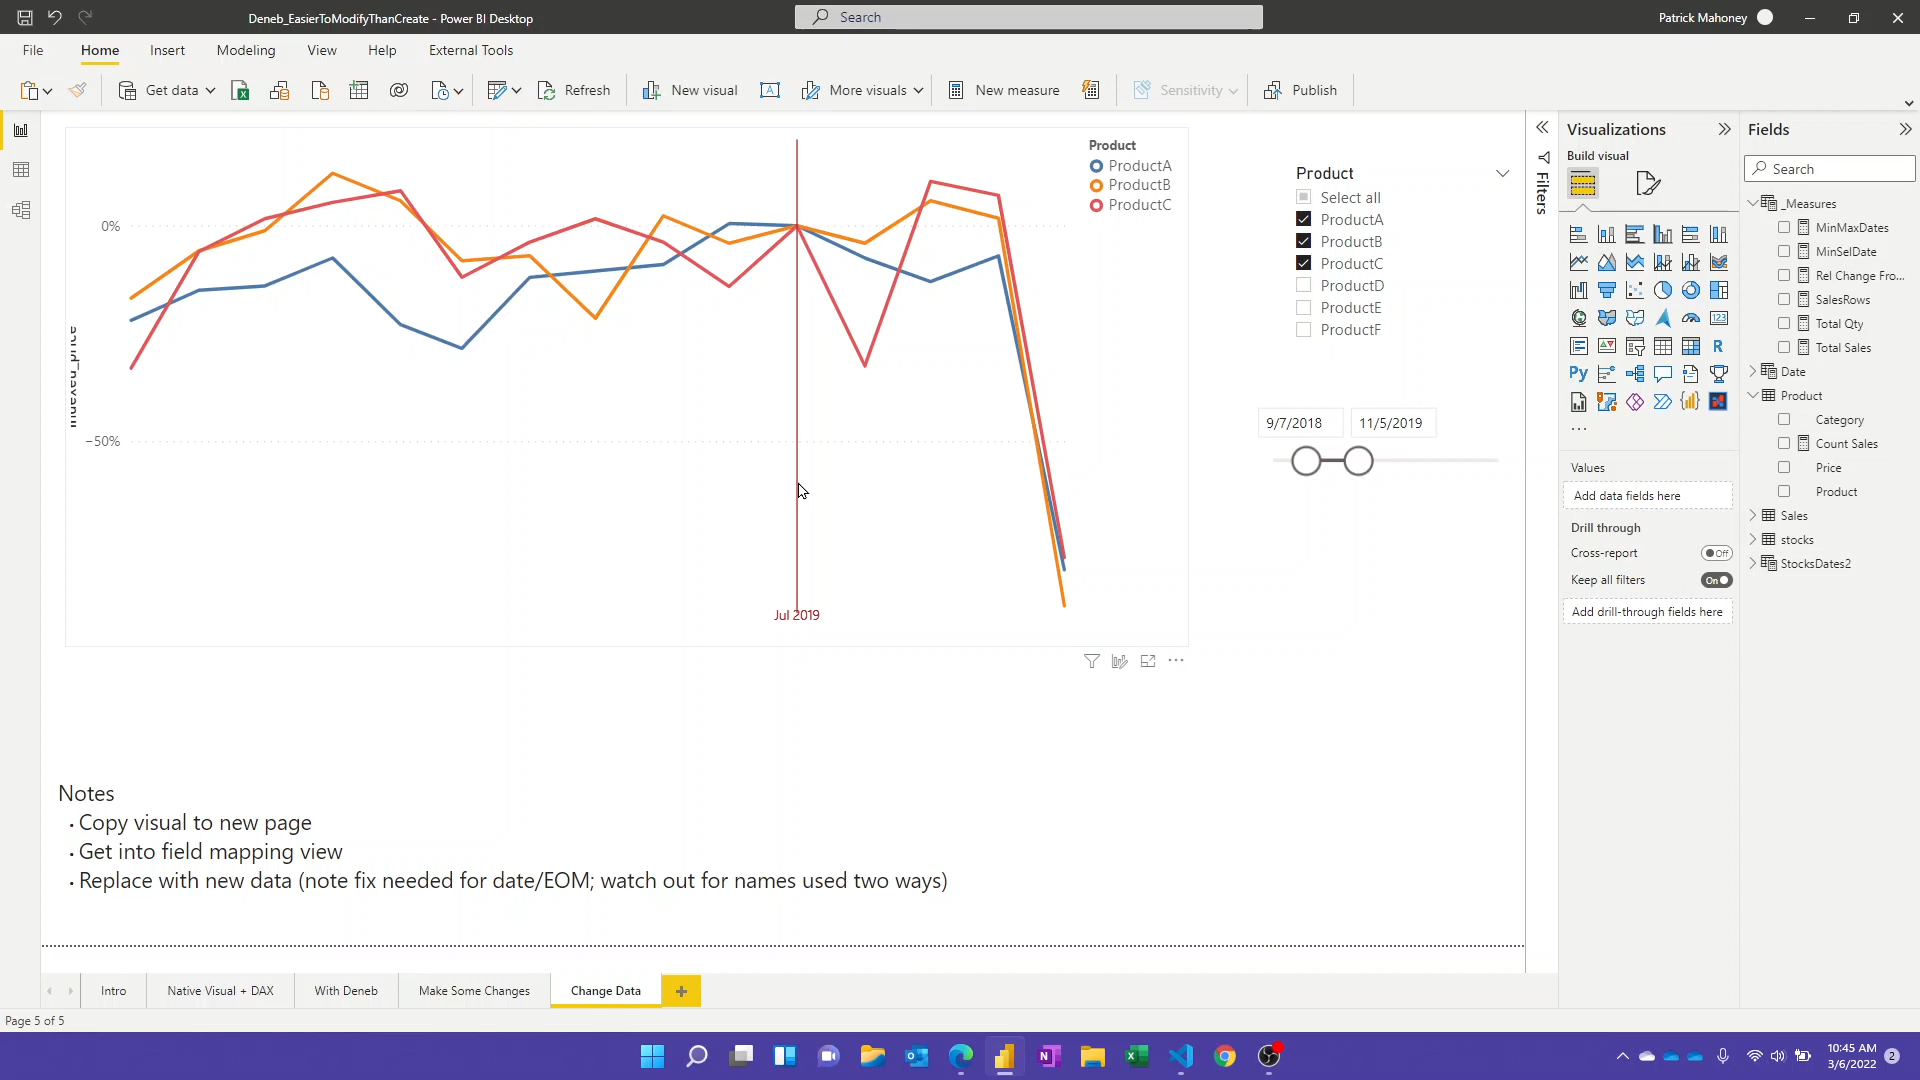 Deneb_EasierToModifyThanCreate - Power BI Desktop
Search
Patrick Mahoney
File
Home
Insert
Modeling
View
Help
External Tools
Get data
Refresh
New visual
More visuals
New measure
Sensitivity
Publish
Product
ProductA
ProductB
ProductC
0%
−50%
indexed_price
Jul 2019
Product
Select all
ProductA
ProductB
ProductC
ProductD
ProductE
ProductF
9/7/2018
11/5/2019
Notes
• Copy visual to new page
• Get into field mapping view
• Replace with new data (note fix needed for date/EOM; watch out for names used two ways)
Filters
Visualizations
Build visual
123
R
Py
Values
Add data fields here
Drill through
Cross-report
Off
Keep all filters
On
Add drill-through fields here
Fields
Search
_Measures
MinMaxDates
MinSelDate
Rel Change Fro...
SalesRows
Total Qty
Total Sales
Date
Product
Category
Count Sales
Price
Product
Sales
stocks
StocksDates2
Intro
Native Visual + DAX
With Deneb
Make Some Changes
Change Data
Page 5 of 5
10:45 AM
3/6/2022
2